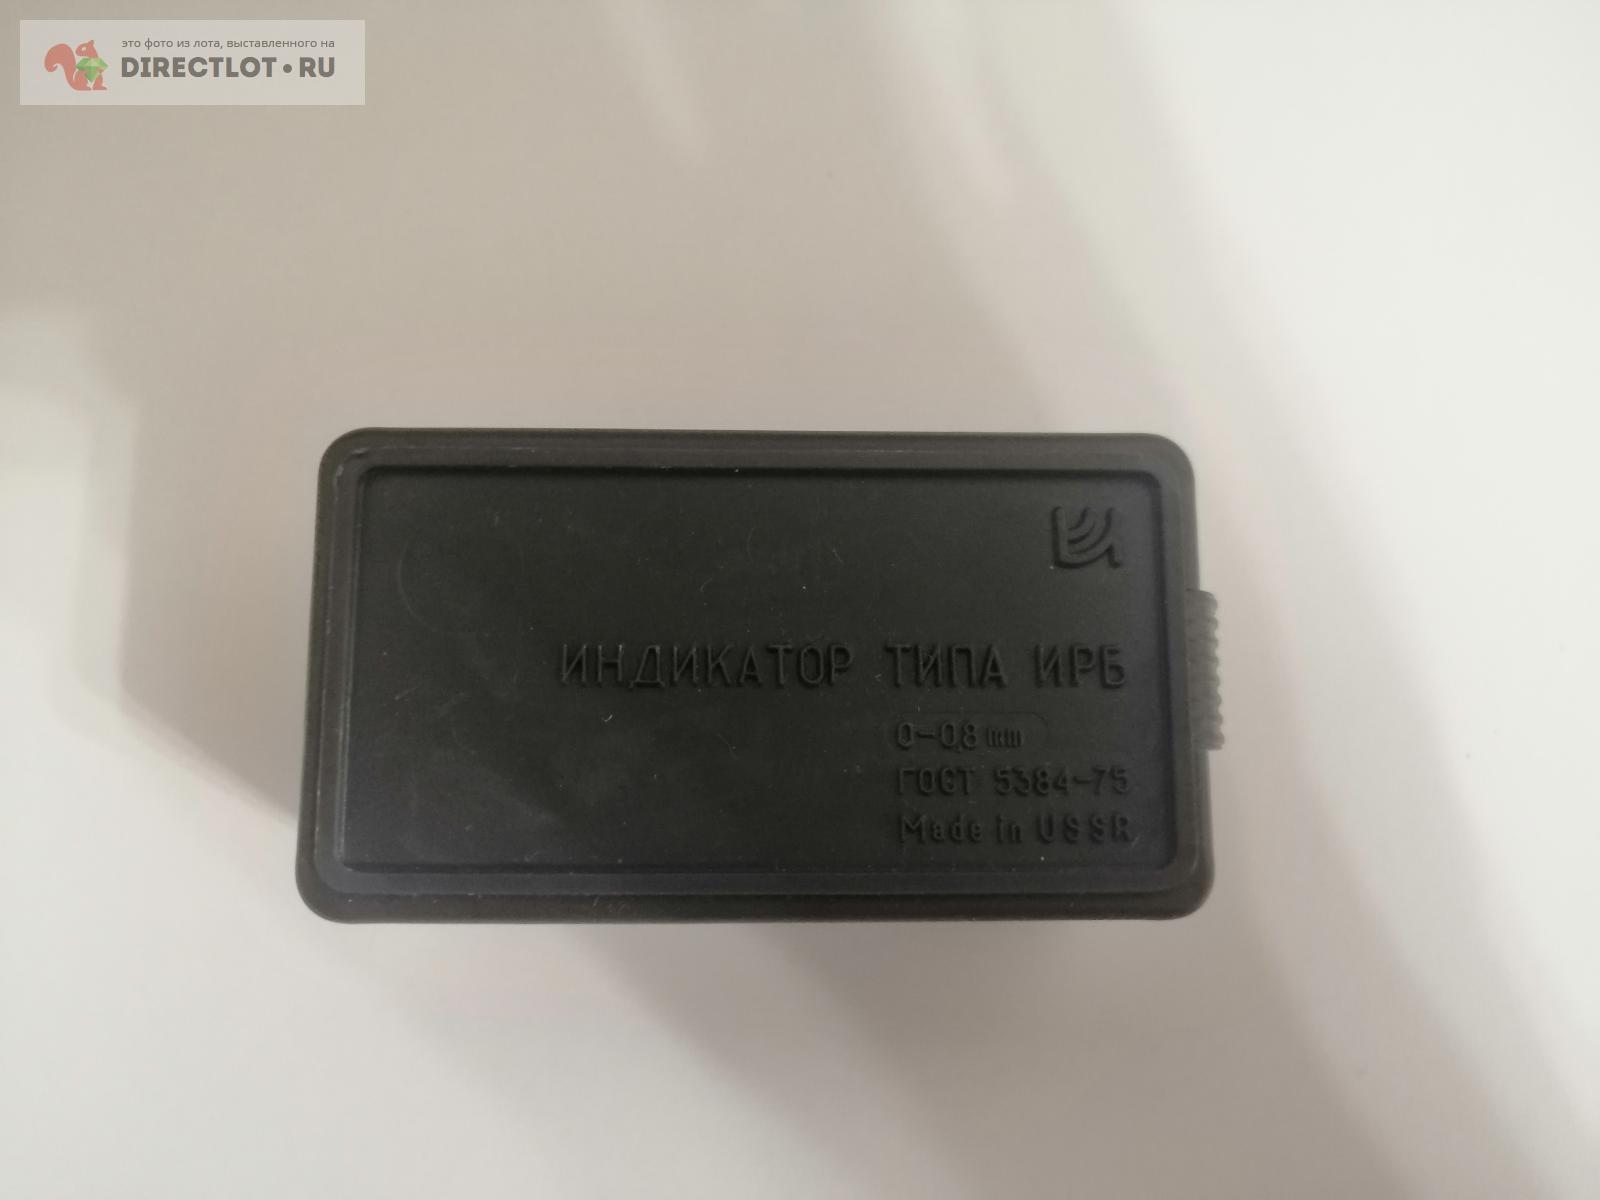 это фото из лота, выставленного на
DIRECTLOT•RU
ИНДИКАТОР ТИПА ИРБ
0-0,8 mm
ГОСТ 5384-75
Made in USSR